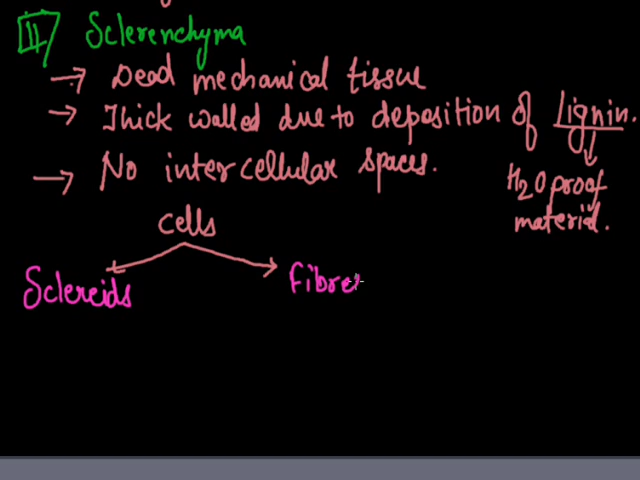 II Sclerenchyma
→ Dead mechanical tissue
→ Thick walled due to deposition of Lignin.
→ No intercellular spaces.
H2O proof
material.
Cells
Sclereids
Fibre